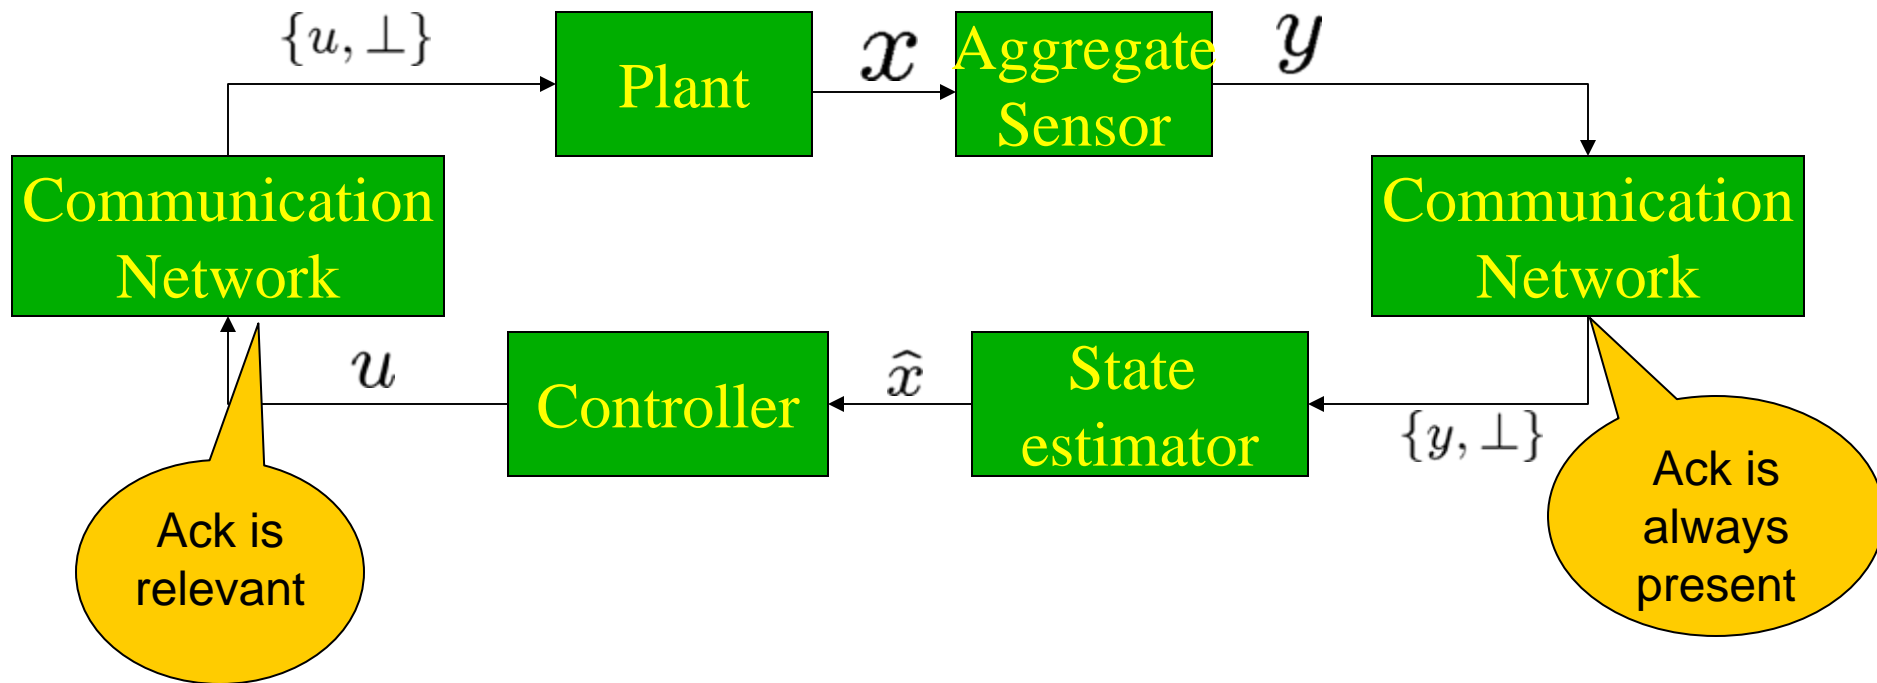 {u, ⊥}
Plant
x
Aggregate
Sensor
y
Communication
Network
Communication
Network
u
Controller
x̂
State
estimator
{y, ⊥}
Ack is
relevant
Ack is
always
present